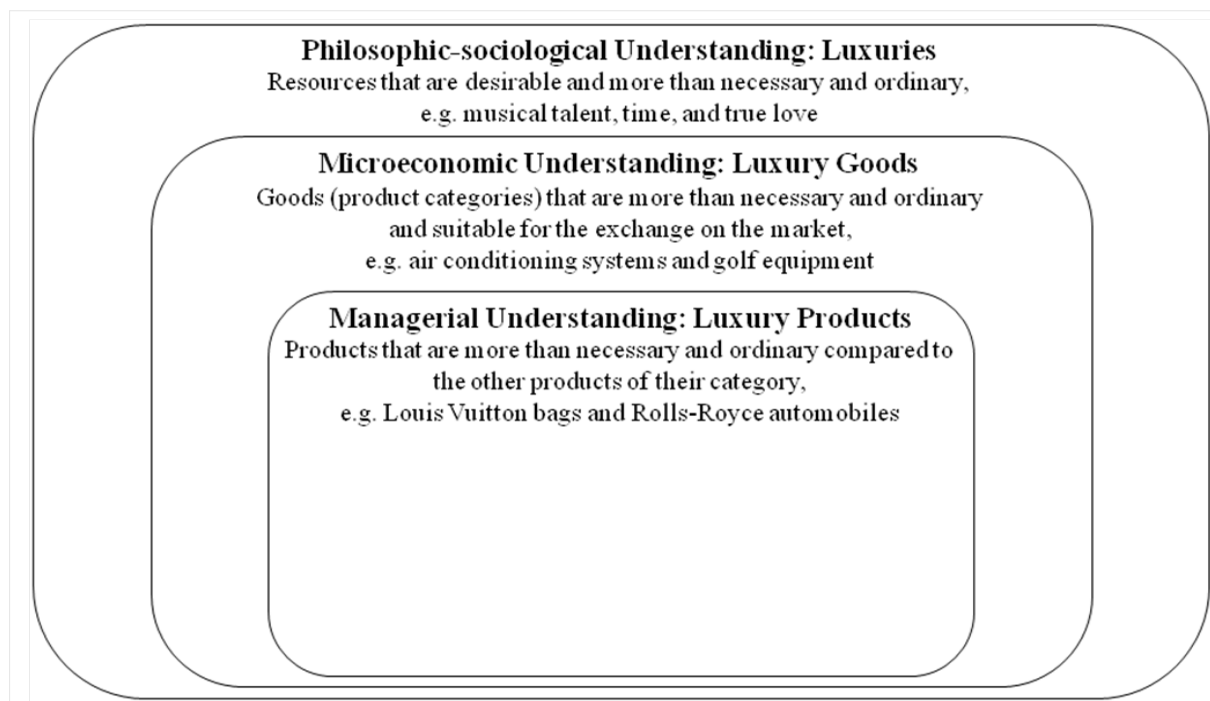 Philosophic-sociological Understanding: Luxuries
Resources that are desirable and more than necessary and ordinary,
e.g. musical talent, time, and true love
Microeconomic Understanding: Luxury Goods
Goods (product categories) that are more than necessary and ordinary
and suitable for the exchange on the market,
e.g. air conditioning systems and golf equipment
Managerial Understanding: Luxury Products
Products that are more than necessary and ordinary compared to
the other products of their category,
e.g. Louis Vuitton bags and Rolls-Royce automobiles